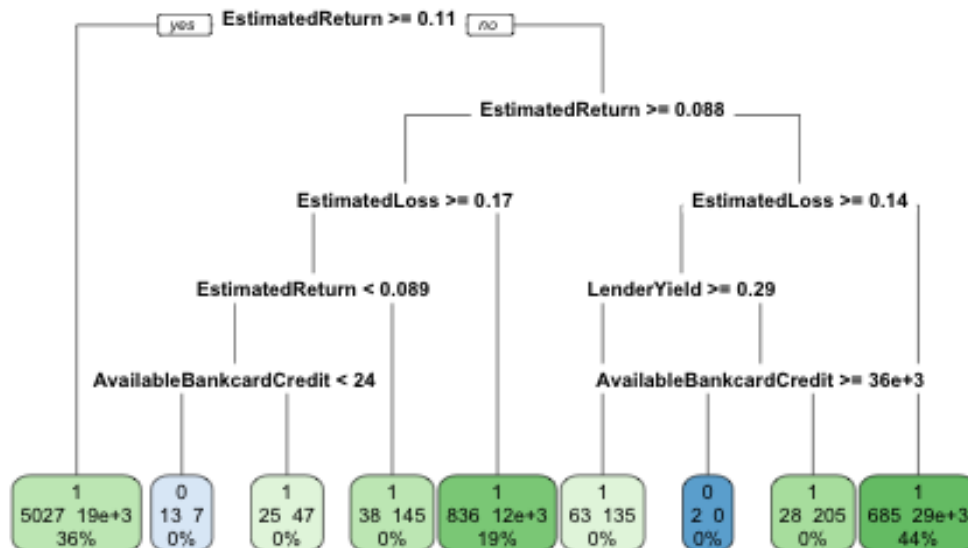 yes EstimatedReturn >= 0.11 no
EstimatedReturn >= 0.088
EstimatedLoss >= 0.17 EstimatedLoss >= 0.14
EstimatedReturn < 0.089 LenderYield >= 0.29
AvailableBankcardCredit < 24 AvailableBankcardCredit >= 36e+3
1 0 1 1 1 1 0 1 1
5027 19e+3 13 7 25 47 38 145 836 12e+3 63 135 2 0 28 205 685 29e+3
36% 0% 0% 0% 19% 0% 0% 0% 44%